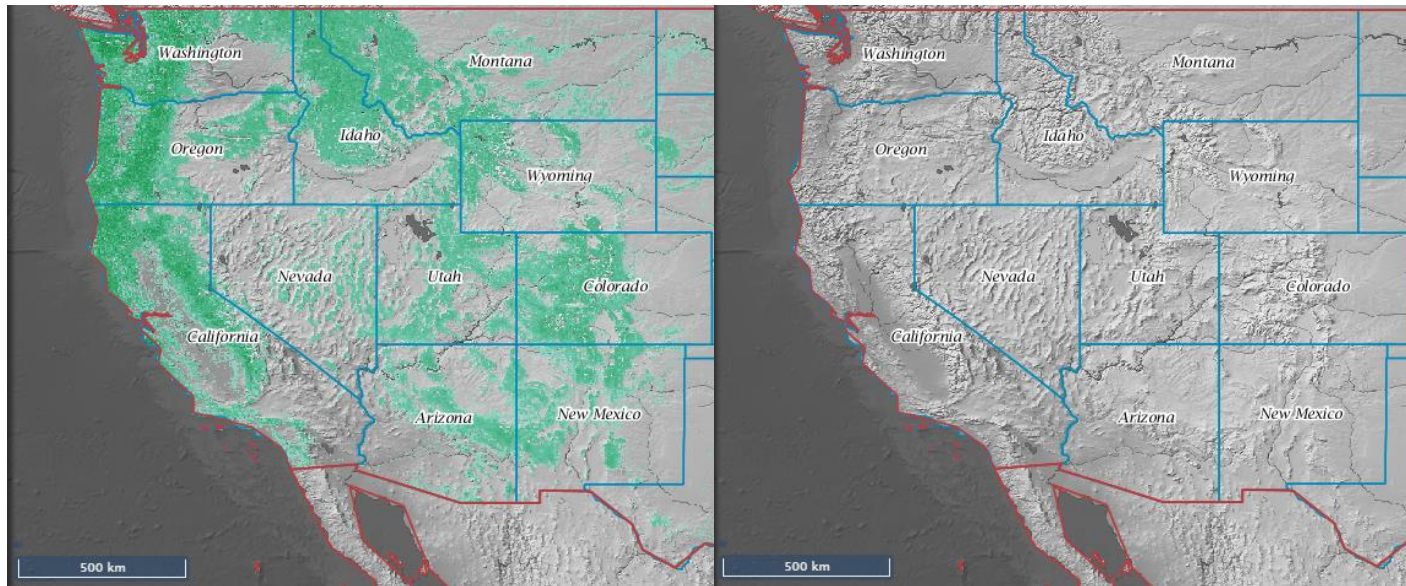 Washington
Montana
Oregon
Idaho
Wyoming
Nevada
Utah
Colorado
California
Arizona
New Mexico
500 km
Washington
Montana
Oregon
Idaho
Wyoming
Nevada
Utah
Colorado
California
Arizona
New Mexico
500 km